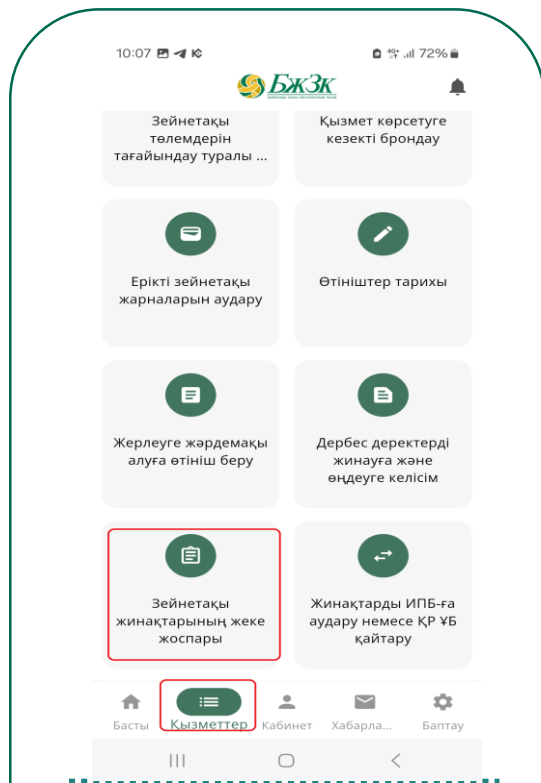 10:07
72%
БжЗҚ
Зейнетақы
төлемдерін
тағайындау туралы ...
Қызмет көрсетуге
кезекті брондау
Ерікті зейнетақы
жарналарын аудару
Өтініштер тарихы
Жерлеуге жәрдемақы
алуға өтініш беру
Дербес деректерді
жинауға және
өңдеуге келісім
Зейнетақы
жинақтарының жеке
жоспары
Жинақтарды ИПБ-ға
аудару немесе ҚР ҰБ
қайтару
Басты
Қызметтер
Кабинет
Хабарла...
Баптау